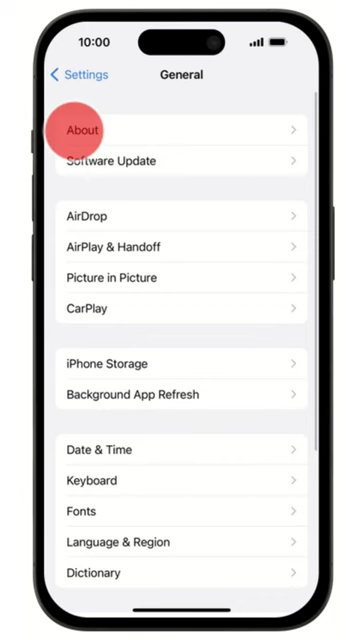 10:00
Settings
General
About
Software Update
AirDrop
AirPlay & Handoff
Picture in Picture
CarPlay
iPhone Storage
Background App Refresh
Date & Time
Keyboard
Fonts
Language & Region
Dictionary